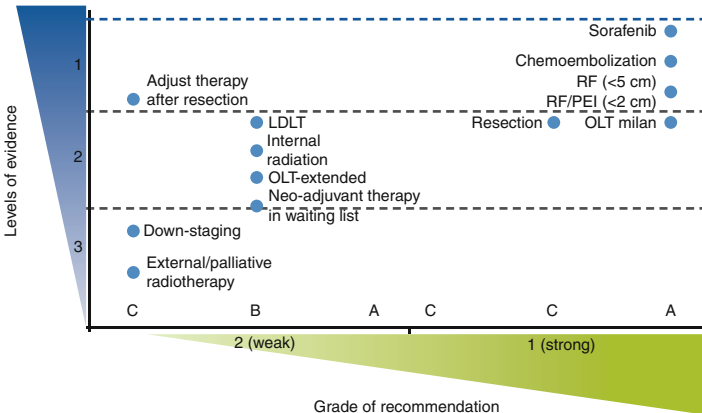 Levels of evidence
1
2
3
Sorafenib
Chemoembolization
RF (<5 cm)
RF/PEI (<2 cm)
Adjust therapy
after resection
LDLT
Resection
OLT milan
Internal
radiation
OLT-extended
Neo-adjuvant therapy
in waiting list
Down-staging
External/palliative
radiotherapy
C
B
A
C
C
A
2 (weak)
1 (strong)
Grade of recommendation